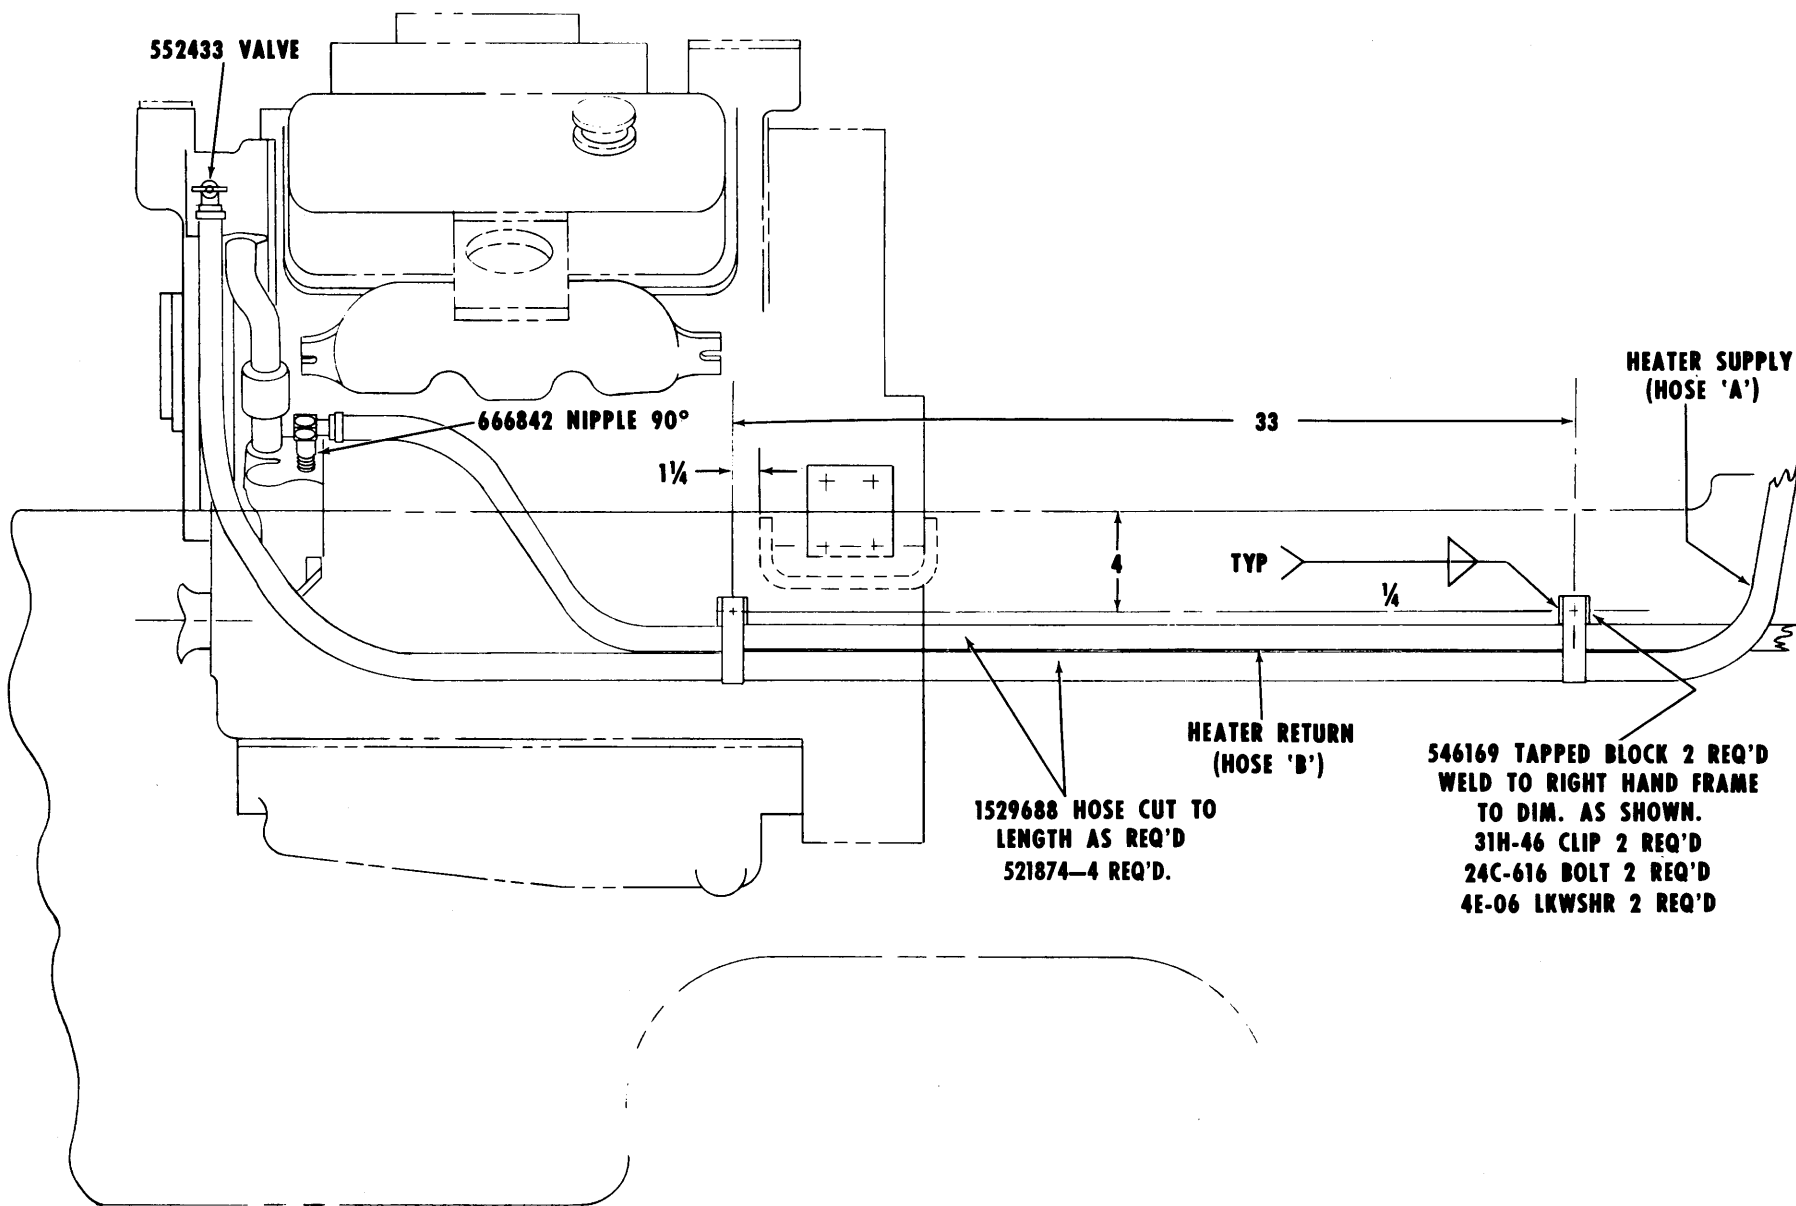 552433 VALVE
HEATER SUPPLY
(HOSE 'A')
666842 NIPPLE 90°
33
1¼
4
TYP
¼
HEATER RETURN
(HOSE 'B')
1529688 HOSE CUT TO
LENGTH AS REQ'D
521874—4 REQ'D.
546169 TAPPED BLOCK 2 REQ'D
WELD TO RIGHT HAND FRAME
TO DIM. AS SHOWN.
31H-46 CLIP 2 REQ'D
24C-616 BOLT 2 REQ'D
4E-06 LKWSHR 2 REQ'D